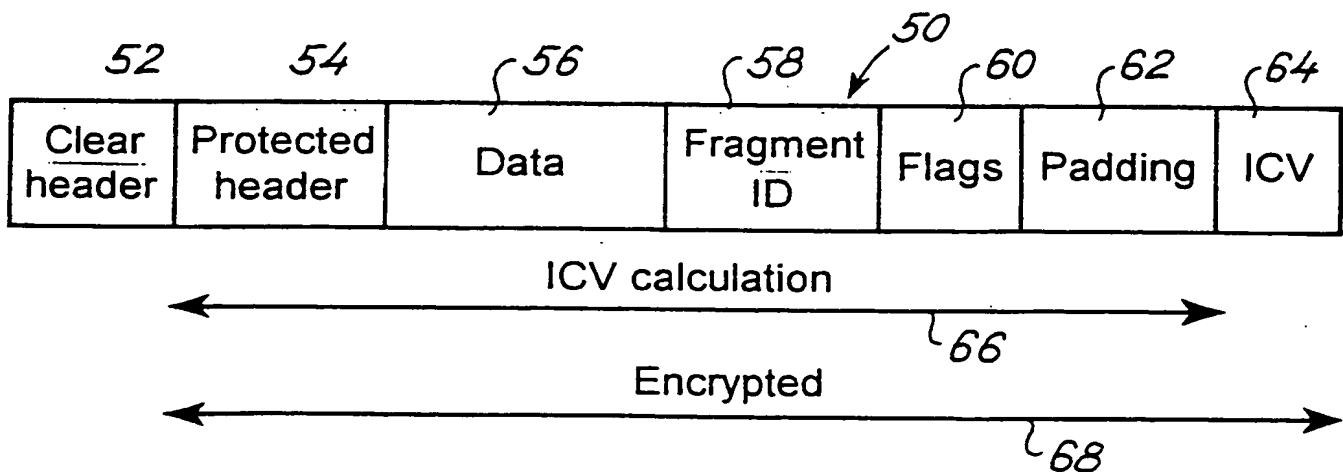 50
52 54 56 58 60 62 64
Clear header Protected header Data Fragment ID Flags Padding ICV
ICV calculation
66
Encrypted
68